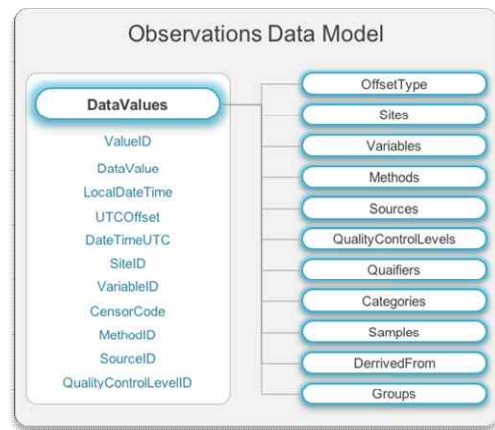 Observations Data Model
DataValues
ValueID
DataValue
LocalDateTime
UTCOffset
DateTimeUTC
SiteID
VariableID
CensorCode
MethodID
SourceID
QualityControlLevelID
OffsetType
Sites
Variables
Methods
Sources
QualityControlLevels
Quaifiers
Categories
Samples
DerrivedFrom
Groups